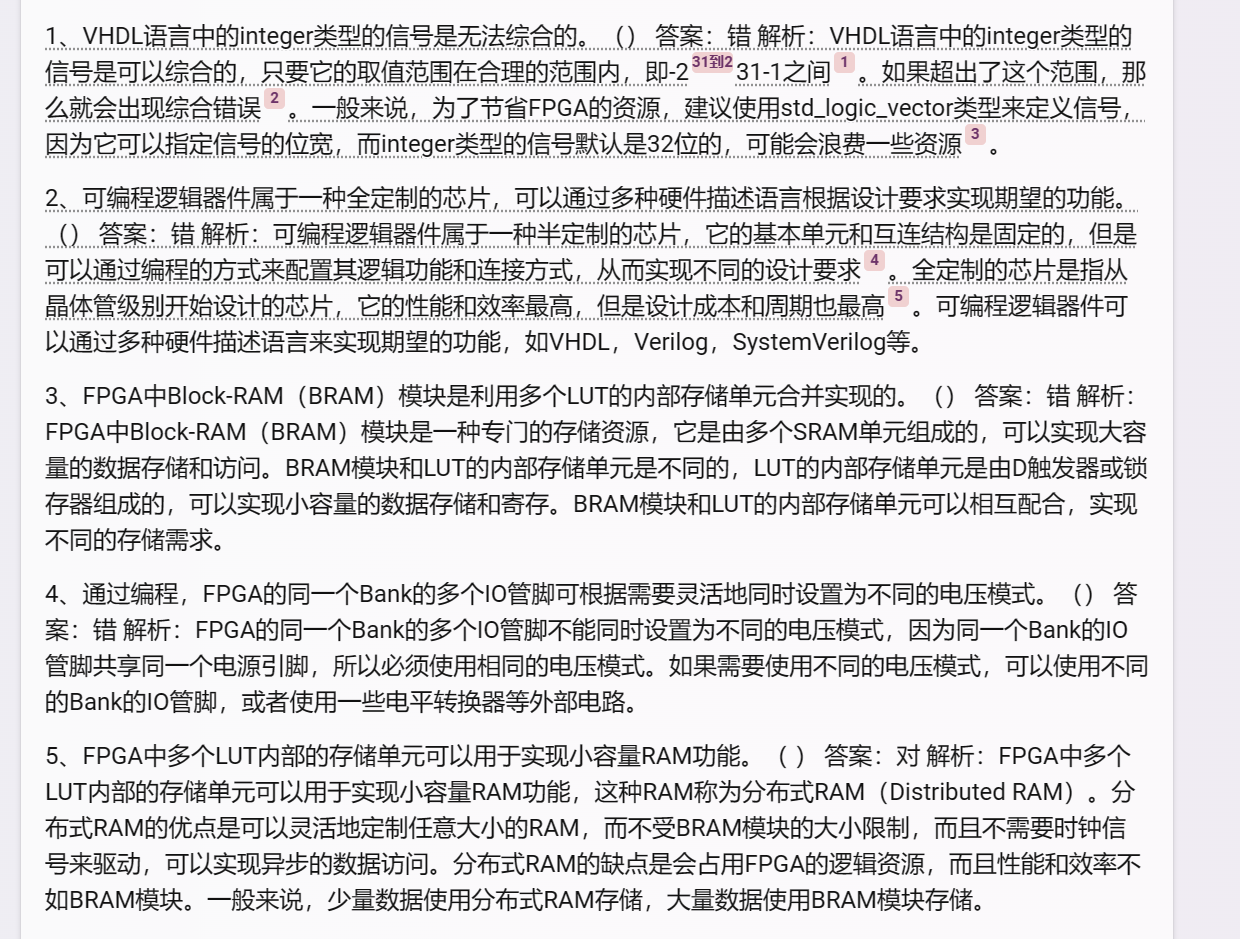 1、VHDL语言中的integer类型的信号是无法综合的。（） 答案：错 解析：VHDL语言中的integer类型的
信号是可以综合的，只要它的取值范围在合理的范围内，即-2 31到2 31-1之间 1 。如果超出了这个范围，那
么就会出现综合错误 2 。一般来说，为了节省FPGA的资源，建议使用std_logic_vector类型来定义信号，
因为它可以指定信号的位宽，而integer类型的信号默认是32位的，可能会浪费一些资源 3 。
2、可编程逻辑器件属于一种全定制的芯片，可以通过多种硬件描述语言根据设计要求实现期望的功能。
（） 答案：错 解析：可编程逻辑器件属于一种半定制的芯片，它的基本单元和互连结构是固定的，但是
可以通过编程的方式来配置其逻辑功能和连接方式，从而实现不同的设计要求 4 。全定制的芯片是指从
晶体管级别开始设计的芯片，它的性能和效率最高，但是设计成本和周期也最高 5 。可编程逻辑器件可
以通过多种硬件描述语言来实现期望的功能，如VHDL，Verilog，SystemVerilog等。
3、FPGA中Block-RAM（BRAM）模块是利用多个LUT的内部存储单元合并实现的。（） 答案：错 解析：
FPGA中Block-RAM（BRAM）模块是一种专门的存储资源，它是由多个SRAM单元组成的，可以实现大容
量的数据存储和访问。BRAM模块和LUT的内部存储单元是不同的，LUT的内部存储单元是由D触发器或锁
存器组成的，可以实现小容量的数据存储和寄存。BRAM模块和LUT的内部存储单元可以相互配合，实现
不同的存储需求。
4、通过编程，FPGA的同一个Bank的多个IO管脚可根据需要灵活地同时设置为不同的电压模式。（） 答
案：错 解析：FPGA的同一个Bank的多个IO管脚不能同时设置为不同的电压模式，因为同一个Bank的IO
管脚共享同一个电源引脚，所以必须使用相同的电压模式。如果需要使用不同的电压模式，可以使用不同
的Bank的IO管脚，或者使用一些电平转换器等外部电路。
5、FPGA中多个LUT内部的存储单元可以用于实现小容量RAM功能。（ ） 答案：对 解析：FPGA中多个
LUT内部的存储单元可以用于实现小容量RAM功能，这种RAM称为分布式RAM（Distributed RAM）。分
布式RAM的优点是可以灵活地定制任意大小的RAM，而不受BRAM模块的大小限制，而且不需要时钟信
号来驱动，可以实现异步的数据访问。分布式RAM的缺点是会占用FPGA的逻辑资源，而且性能和效率不
如BRAM模块。一般来说，少量数据使用分布式RAM存储，大量数据使用BRAM模块存储。